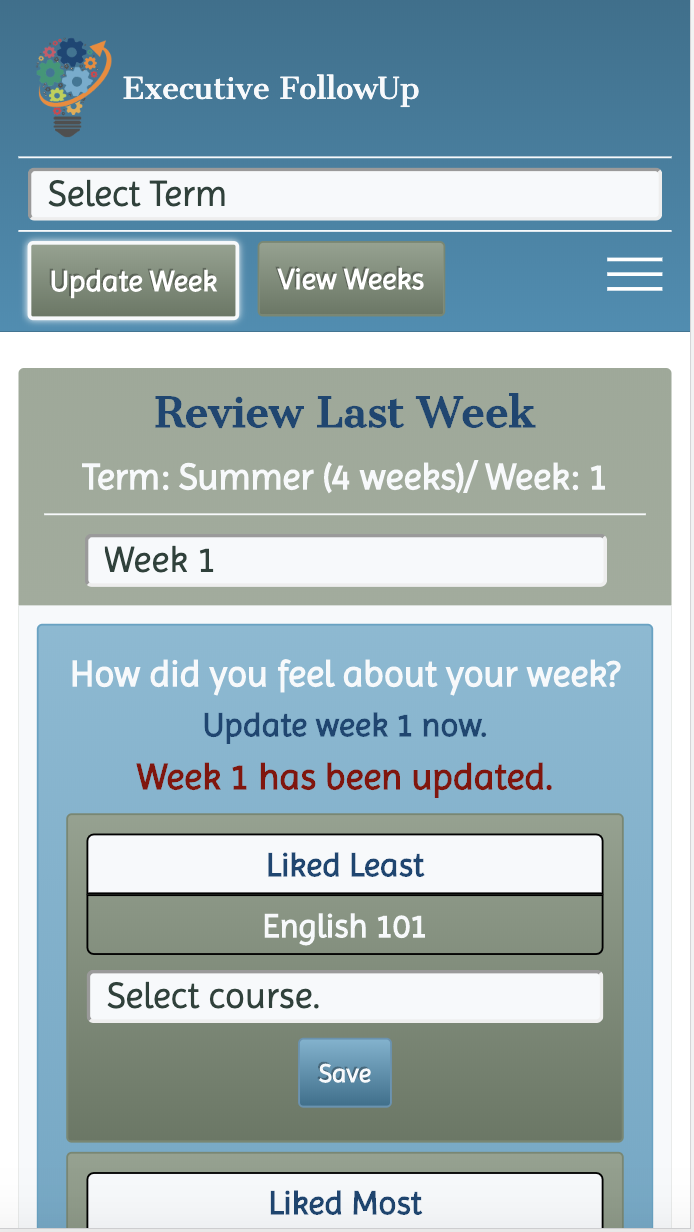 Executive FollowUp
Select Term
Update Week
View Weeks
Review Last Week
Term: Summer (4 weeks)/ Week: 1
Week 1
How did you feel about your week?
Update week 1 now.
Week 1 has been updated.
Liked Least
English 101
Select course.
Save
Liked Most